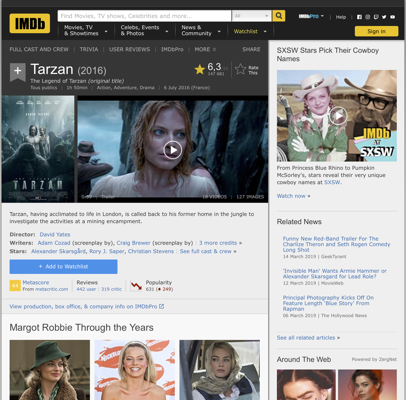 IMDb
Find Movies, TV shows, Celebrities and more...
All
IMDbPro
Help
Movies, TV & Showtimes
Celebs, Events & Photos
News & Community
Watchlist
Sign in
FULL CAST AND CREW | TRIVIA | USER REVIEWS | IMDbPro | MORE
SHARE
Tarzan (2016)
The Legend of Tarzan (original title)
Tous publics | 1h 50min | Action, Adventure, Drama | 6 July 2016 (France)
6,3
Rate This
TARZAN
Trailer
18 VIDEOS | 127 IMAGES
Tarzan, having acclimated to life in London, is called back to his former home in the jungle to
investigate the activities at a mining encampment.
Director: David Yates
Writers: Adam Cozad (screenplay by), Craig Brewer (screenplay by) | 3 more credits »
Stars: Alexander Skarsgård, Rory J. Saper, Christian Stevens | See full cast & crew »
+ Add to Watchlist
44
Metascore
From metacritic.com
Reviews
442 user | 319 critic
Popularity
631 ( 249)
View production, box office, & company info on IMDbPro
Margot Robbie Through the Years
SXSW Stars Pick Their Cowboy
Names
IMDb
AT
SXSW
From Princess Blue Rhino to Pumpkin
McSorley's, stars reveal their very
unique cowboy names at SXSW.
Watch now »
Related News
Funny New Red-Band Trailer For
The Charlize Theron and Seth Rogen Comedy
Long Shot
14 March 2019 | GeekTyrant
'Invisible Man' Wants Armie Hammer or
Alexander Skarsgard for Lead Role?
12 March 2019 | MovieWeb
Principal Photography Kicks Off On
Feature Length 'Blue Story' From
Rapman
06 March 2019 | The Hollywood News
See all related articles »
Around The Web
Powered by ZergNet